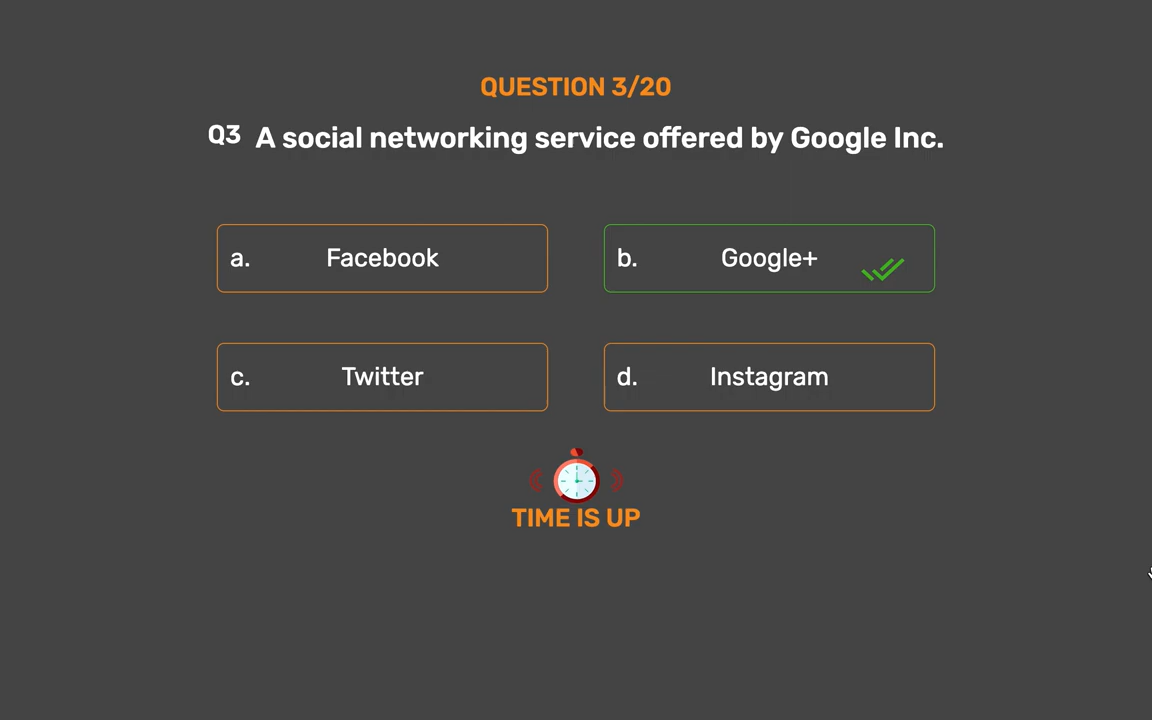 QUESTION 3/20
Q3 A social networking service offered by Google Inc.
a. Facebook
b. Google+
c. Twitter
d. Instagram
TIME IS UP